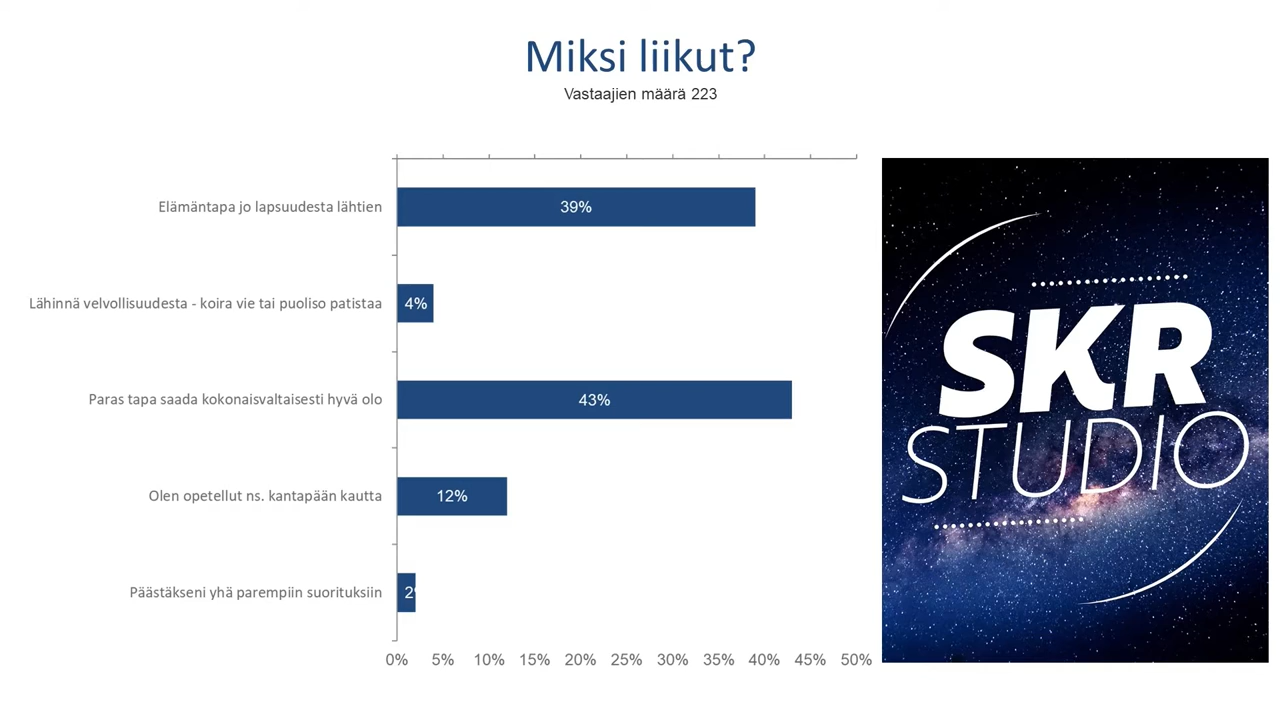 Miksi liikut?
Vastaajien määrä 223
Elämäntapa jo lapsuudesta lähtien
39%
Lähinnä velvollisuudesta - koira vie tai puoliso patistaa
4%
Paras tapa saada kokonaisvaltaisesti hyvä olo
43%
Olen opetellut ns. kantapään kautta
12%
Päästäkseni yhä parempiin suorituksiin
2
0% 5% 10% 15% 20% 25% 30% 35% 40% 45% 50%
SKR
STUDIO